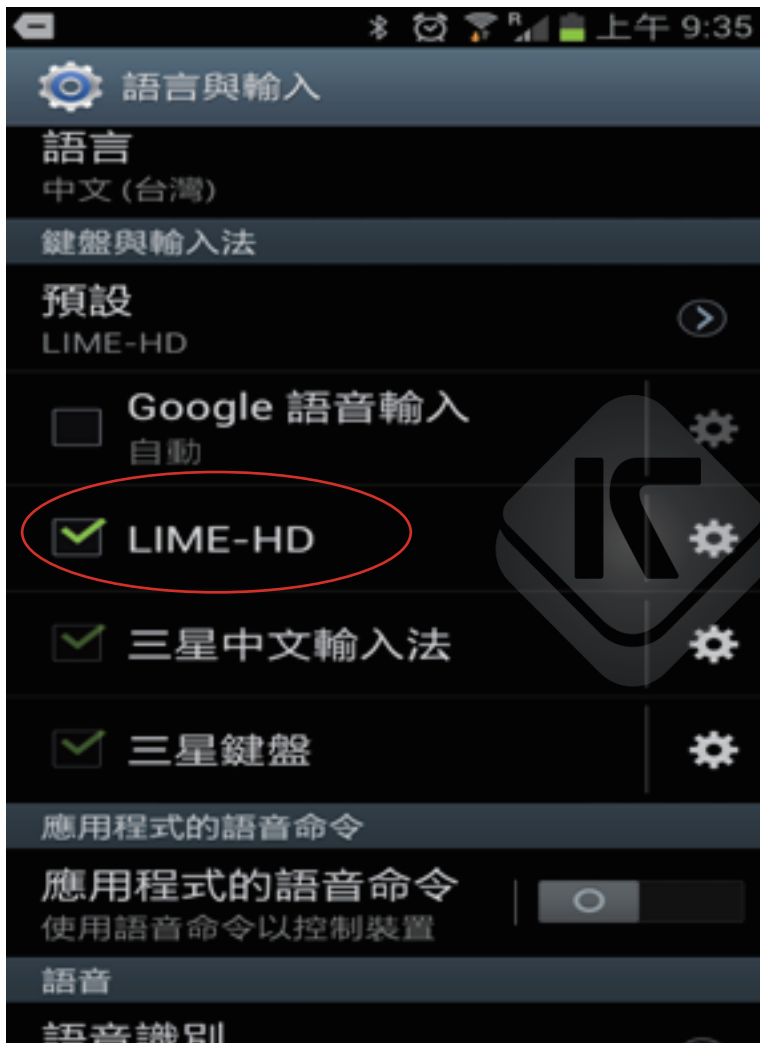 R 上午 9:35
語言與輸入
語言
中文 (台灣)
鍵盤與輸入法
預設
LIME-HD
Google 語音輸入
自動
LIME-HD
三星中文輸入法
三星鍵盤
應用程式的語音命令
應用程式的語音命令
使用語音命令以控制裝置
語音
語音識別